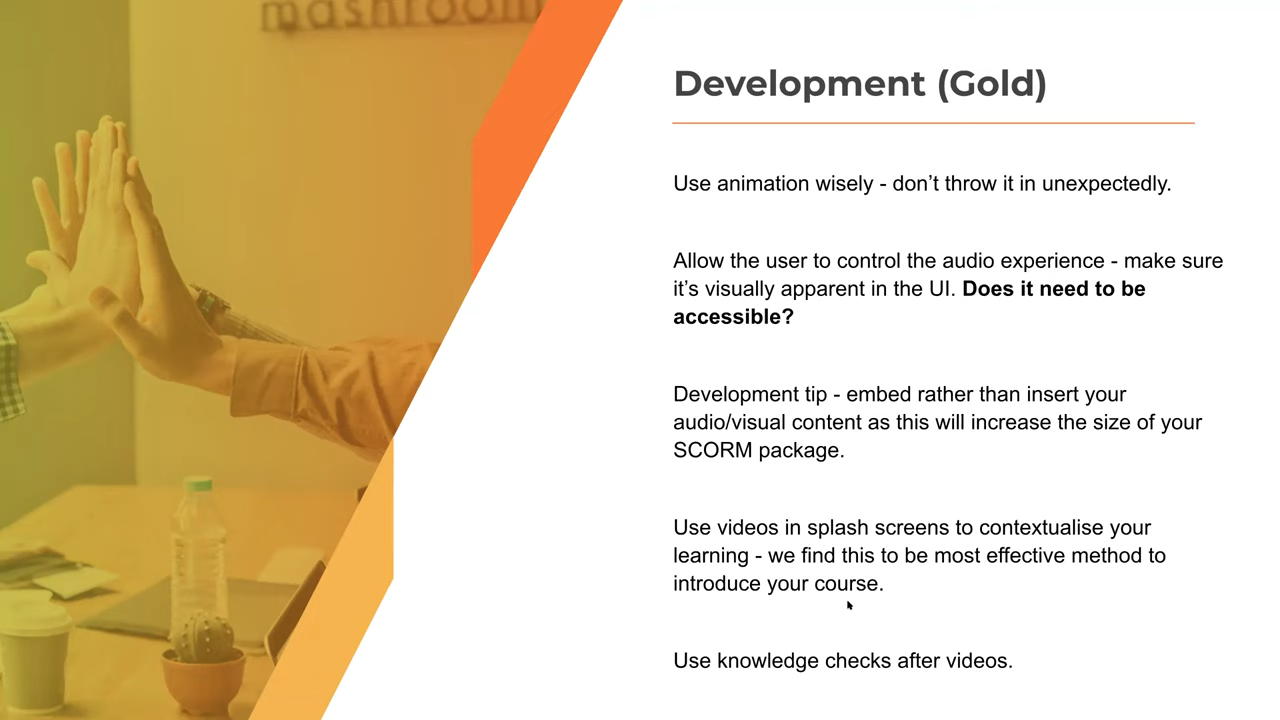 mashroom
Development (Gold)
Use animation wisely - don’t throw it in unexpectedly.
Allow the user to control the audio experience - make sure
it’s visually apparent in the UI. Does it need to be
accessible?
Development tip - embed rather than insert your
audio/visual content as this will increase the size of your
SCORM package.
Use videos in splash screens to contextualise your
learning - we find this to be most effective method to
introduce your course.
Use knowledge checks after videos.